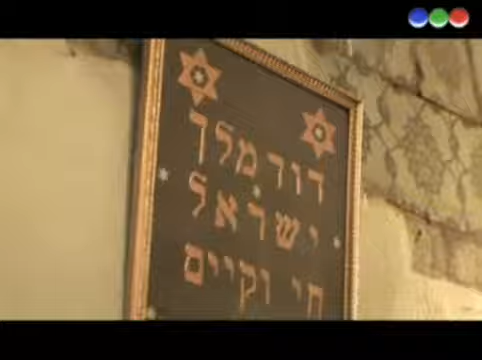 דוד מלך
ישראל
חי וקיים